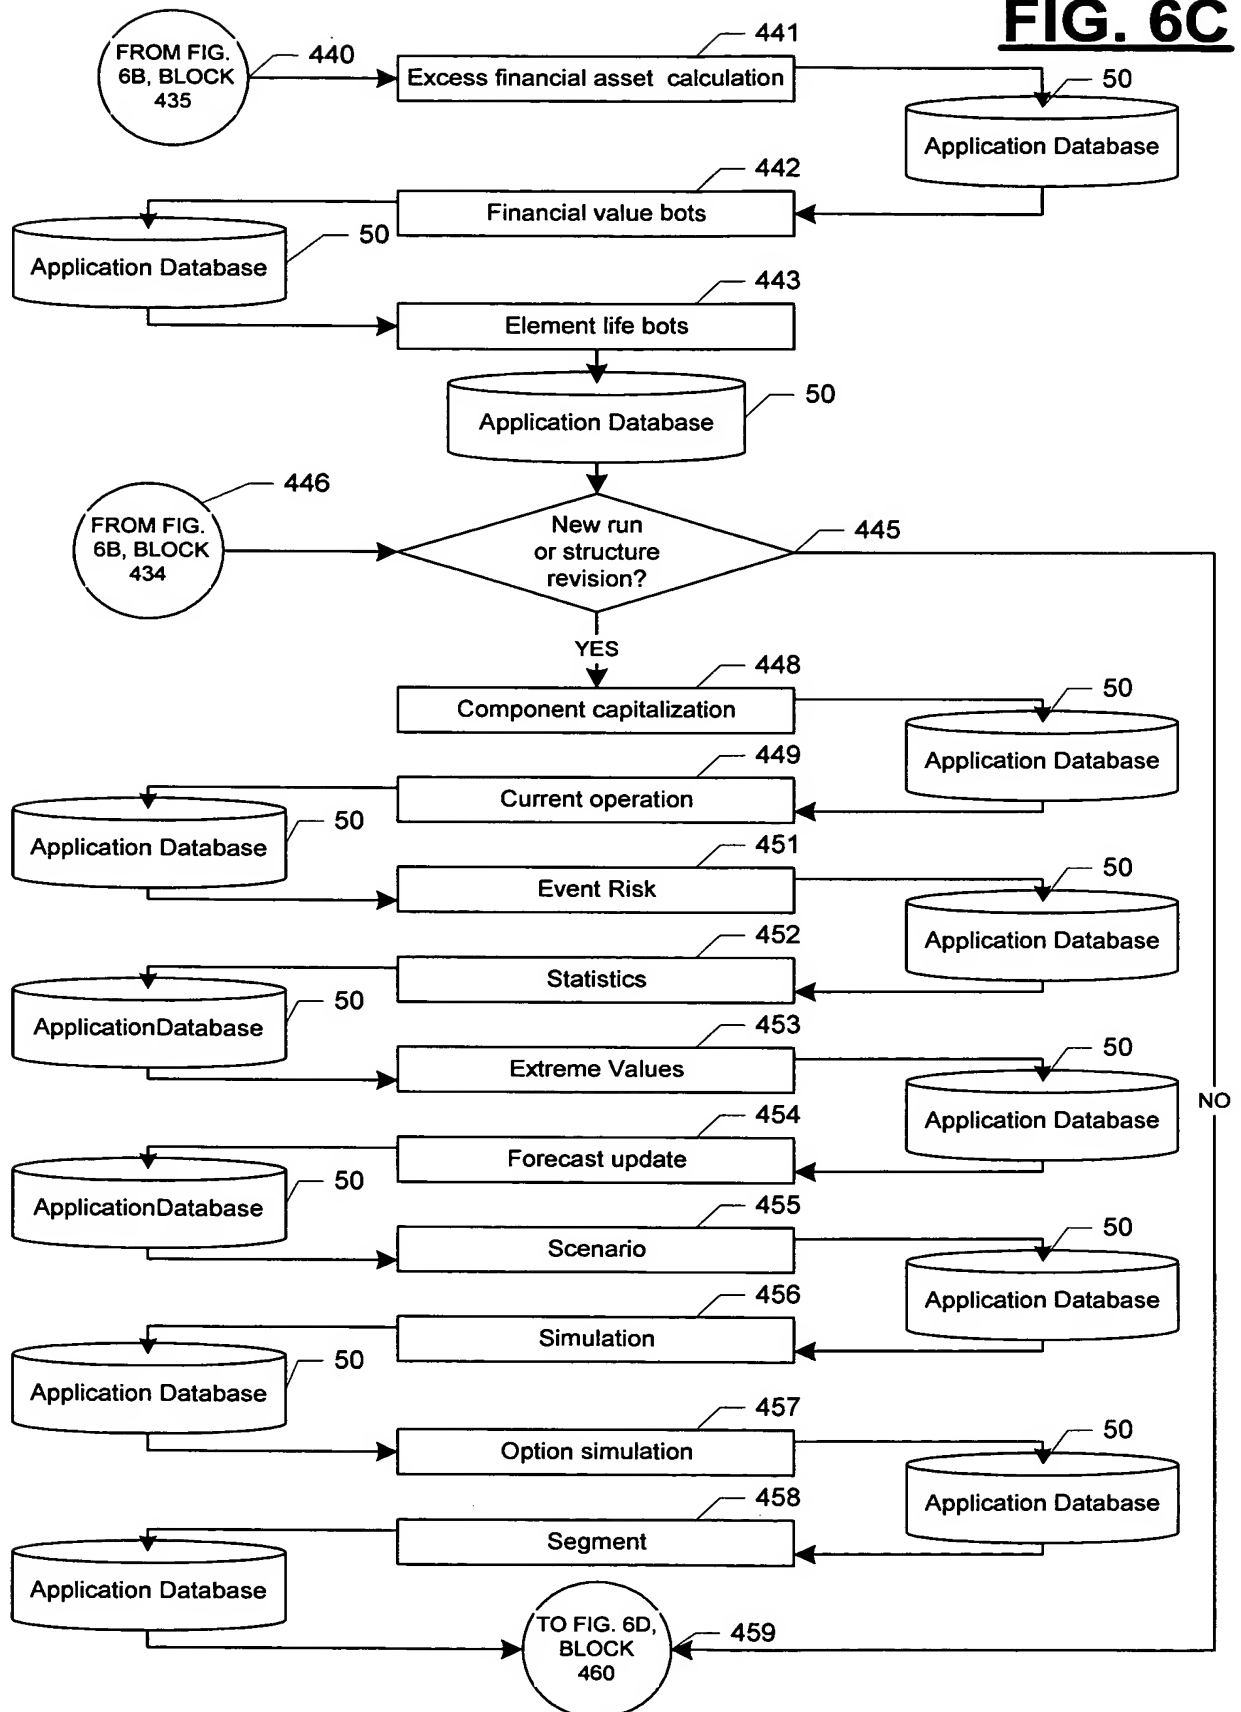 FIG. 6C
FROM FIG.
6B, BLOCK
435
440
441
Excess financial asset calculation
50
Application Database
442
Financial value bots
50
Application Database
443
Element life bots
50
Application Database
446
FROM FIG.
6B, BLOCK
434
New run
or structure
revision?
445
YES
448
Component capitalization
50
Application Database
449
Current operation
50
Application Database
451
Event Risk
50
Application Database
452
Statistics
50
ApplicationDatabase
453
Extreme Values
50
Application Database
NO
454
Forecast update
50
ApplicationDatabase
455
Scenario
50
Application Database
456
Simulation
50
Application Database
457
Option simulation
50
Application Database
458
Segment
Application Database
TO FIG. 6D,
BLOCK
460
459